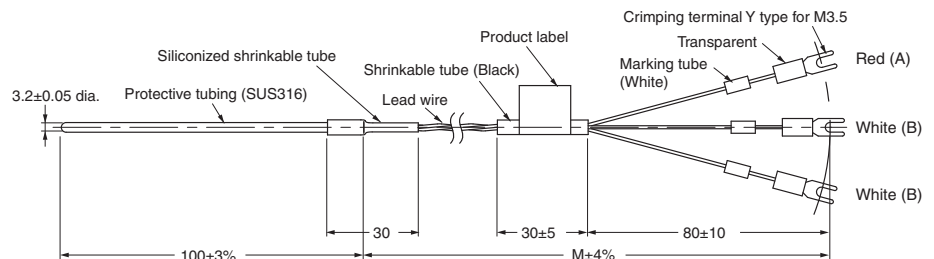 Crimping terminal Y type for M3.5
Product label
Transparent
Siliconized shrinkable tube
Marking tube
(White)
Red (A)
Shrinkable tube (Black)
3.2±0.05 dia.
Protective tubing (SUS316)
Lead wire
White (B)
White (B)
30
30±5
80±10
100±3%
M±4%